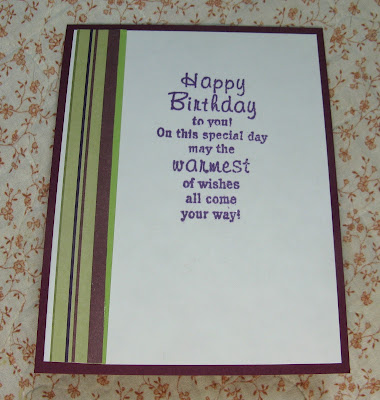 Happy
Birthday
to you!
On this special day
may the
warmest
of wishes
all come
your way!